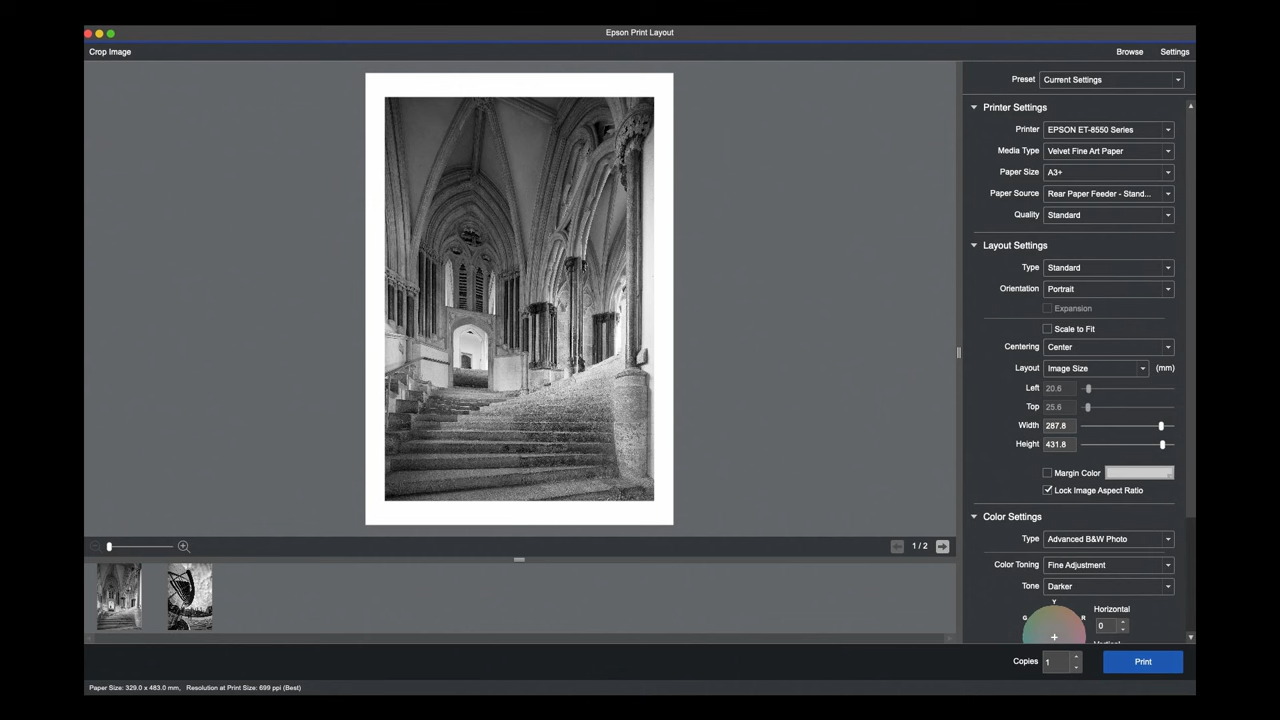 Epson Print Layout
Crop Image
Browse
Settings
Preset
Current Settings
Printer Settings
Printer
EPSON ET-8550 Series
Media Type
Velvet Fine Art Paper
Paper Size
A3+
Paper Source
Rear Paper Feeder - Stand...
Quality
Standard
Layout Settings
Type
Standard
Orientation
Portrait
Expansion
Scale to Fit
Centering
Center
Layout
Image Size
(mm)
Left
20.6
Top
25.6
Width
287.8
Height
431.8
Margin Color
Lock Image Aspect Ratio
Color Settings
Type
Advanced B&W Photo
Color Toning
Fine Adjustment
Tone
Darker
Y
G
R
Horizontal
0
1 / 2
Copies
1
Print
Paper Size: 329.0 x 483.0 mm, Resolution at Print Size: 699 ppi (Best)